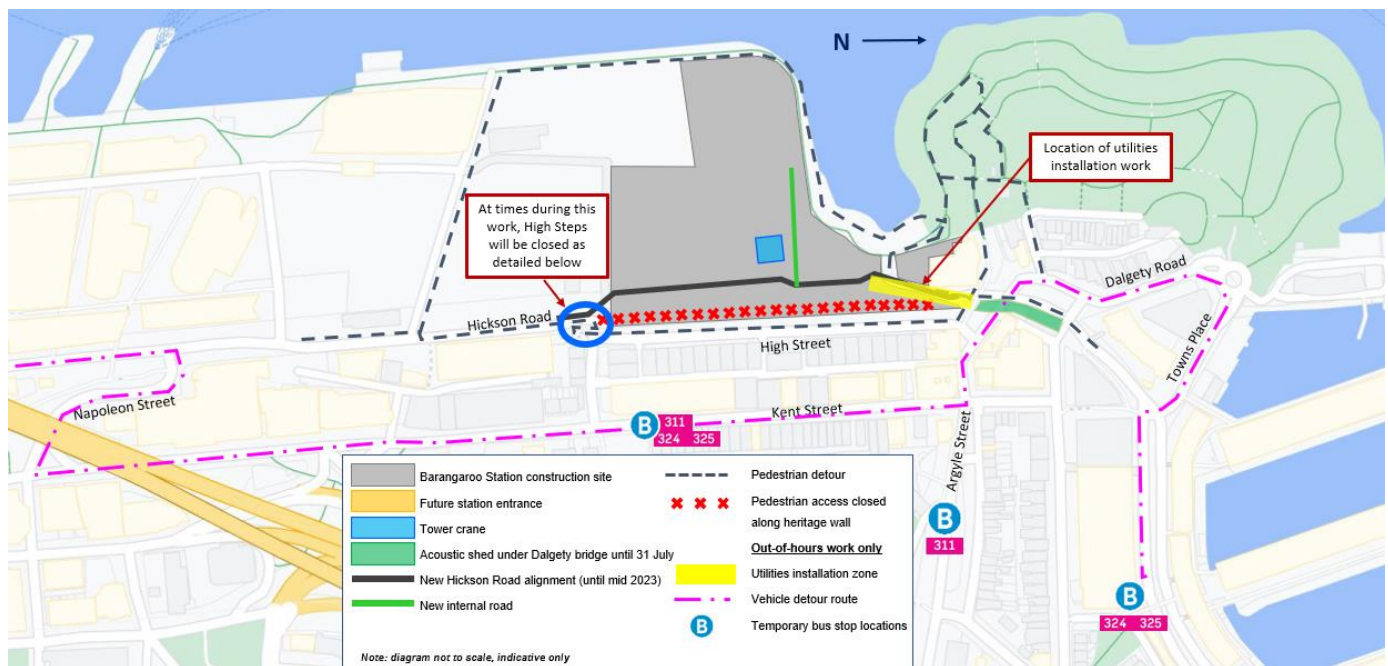 N
Location of utilities
installation work
At times during this
work, High Steps
will be closed as
detailed below
Hickson Road
High Street
Dalgety Road
Towns Place
Napoleon Street
Kent Street
Argyle Street
B
311
324 325
B
311
B
324 325
Barangaroo Station construction site
Future station entrance
Tower crane
Acoustic shed under Dalgety bridge until 31 July
New Hickson Road alignment (until mid 2023)
New internal road
Note: diagram not to scale, indicative only
Pedestrian detour
Pedestrian access closed
along heritage wall
Out-of-hours work only
Utilities installation zone
Vehicle detour route
B
Temporary bus stop locations